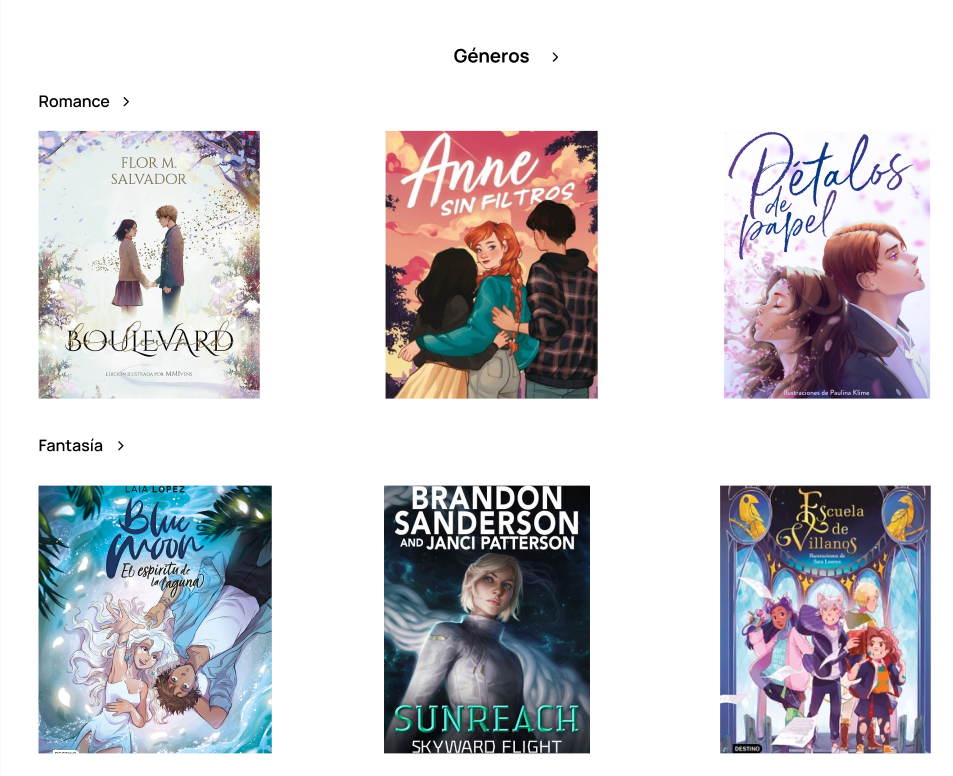 Géneros
Romance
FLOR M.
SALVADOR
BOULEVARD
EDICIÓN ILUSTRADA POR MMIVENS
Anne
SIN FILTROS
Pétalos
de
papel
Ilustraciones de Paulina Klime
Fantasía
LAIA LÓPEZ
Blue
Moon
El espíritu de
la laguna
BRANDON
SANDERSON
AND JANCI PATTERSON
SUNREACH
SKYWARD FLIGHT
Escuela
de
Villanos
Ilustraciones de
Sara Lozoya
DESTINO